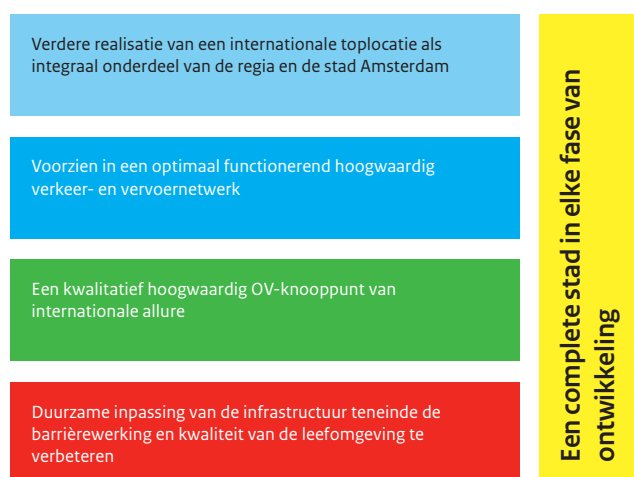 Verdere realisatie van een internationale toplocatie als
integraal onderdeel van de regia en de stad Amsterdam
Voorzien in een optimaal functionerend hoogwaardig
verkeer- en vervoernetwerk
Een kwalitatief hoogwaardig OV-knooppunt van
internationale allure
Duurzame inpassing van de infrastructuur teneinde de
barrièrewerking en kwaliteit van de leefomgeving te
verbeteren
Een complete stad in elke fase van
ontwikkeling